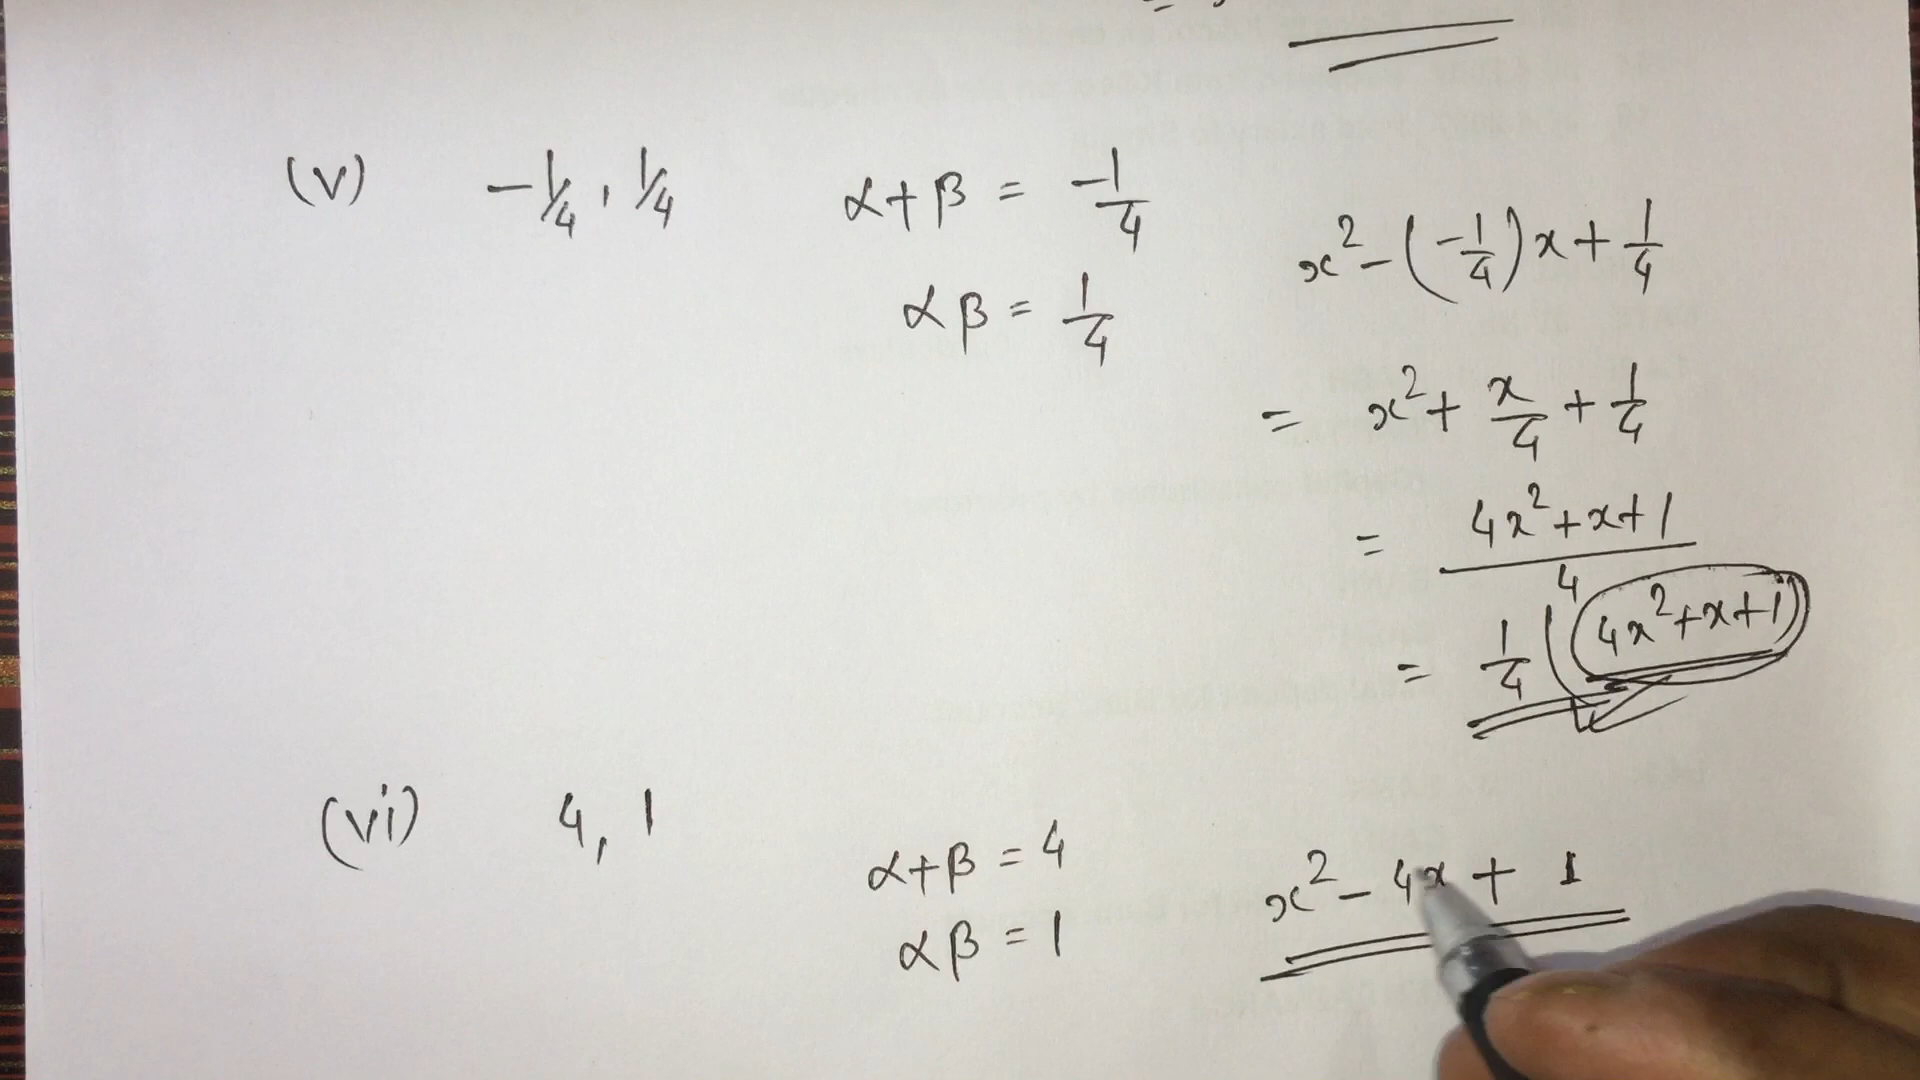 (v) -1/4, 1/4 α+β = -1/4
x² - (-1/4)x + 1/4
αβ = 1/4
= x² + x/4 + 1/4
= 4x²+x+1 / 4
= 1/4 (4x²+x+1)
(vi) 4, 1
α+β = 4
x² - 4x + 1
αβ = 1